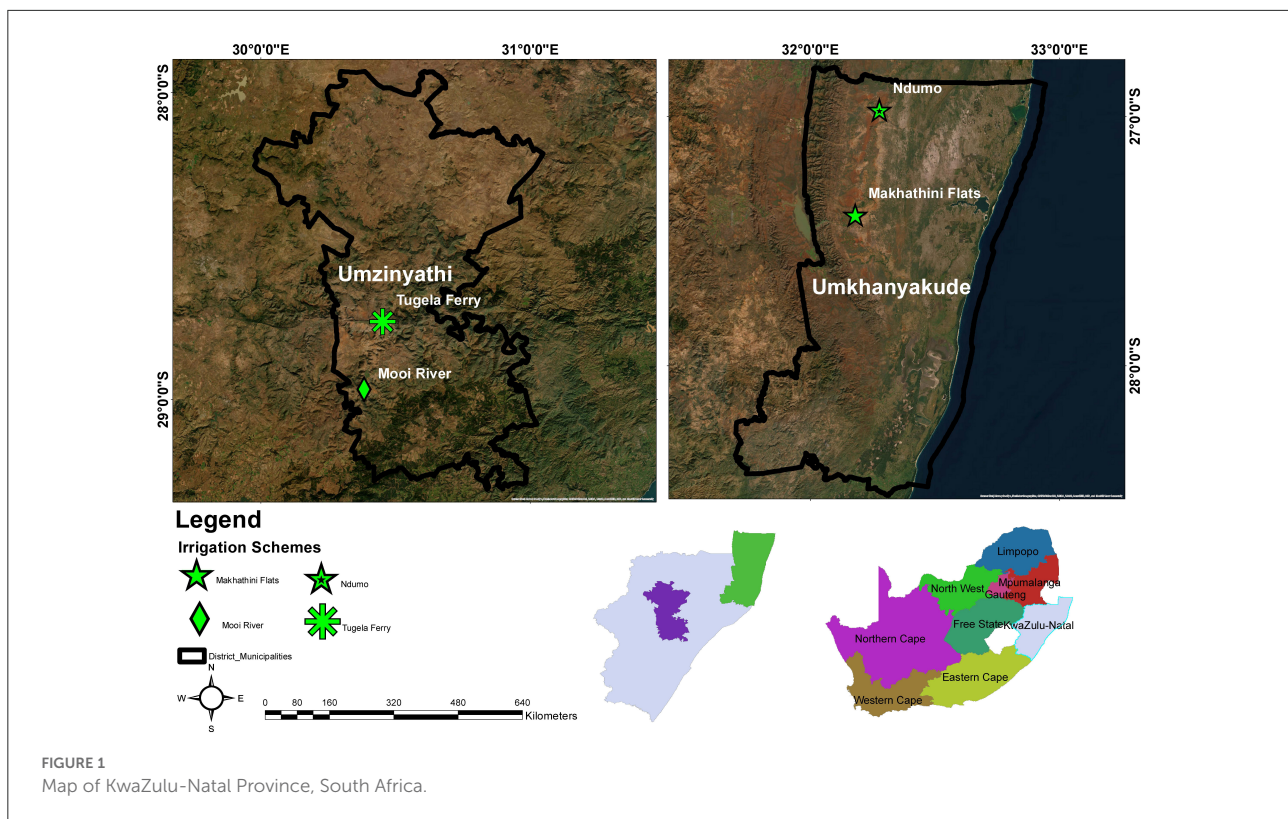 30°0'0"E 31°0'0"E
32°0'0"E 33°0'0"E
28°0'0"S
29°0'0"S
27°0'0"S
28°0'0"S
Umzinyathi
Tugela Ferry
Mooi River
Ndumo
Makhathini Flats
Umkhanyakude
Legend
Irrigation Schemes
Makhathini Flats
Ndumo
Mooi River
Tugela Ferry
District_Municipalities
N
W E
S
0 80 160 320 480 640
Kilometers
Limpopo
North West
Mpumalanga
Gauteng
Free State
KwaZulu-Natal
Northern Cape
Eastern Cape
Western Cape
FIGURE 1
Map of KwaZulu-Natal Province, South Africa.